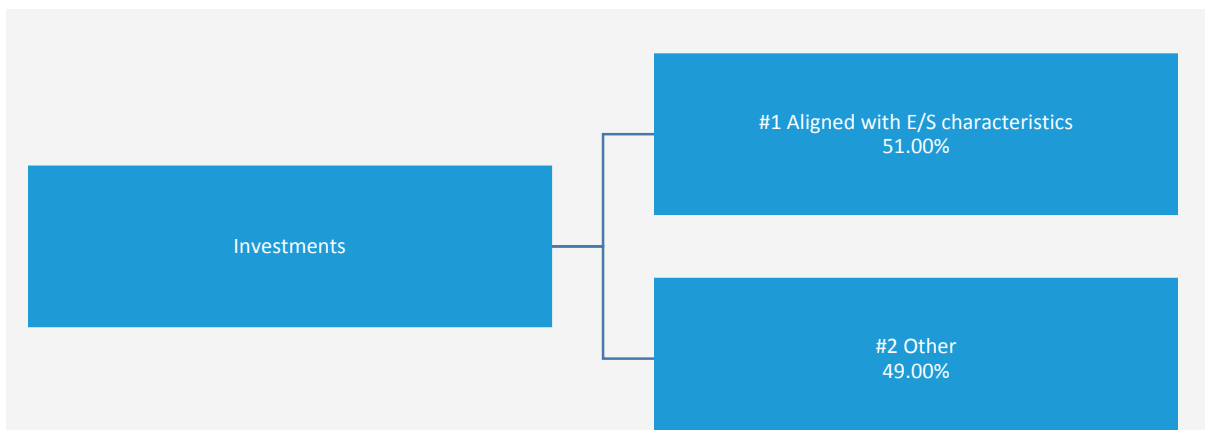 #1 Aligned with E/S characteristics
51.00%
Investments
#2 Other
49.00%